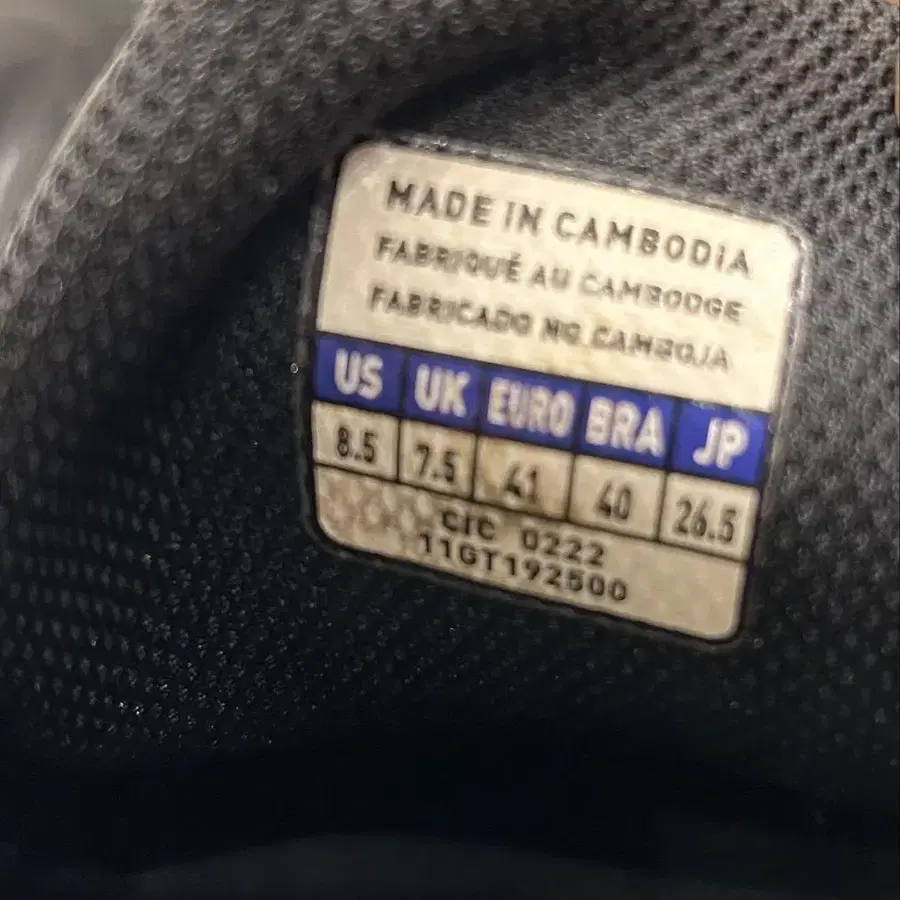 MADE IN CAMBODIA
FABRIQUÉ AU CAMBODGE
FABRICADO NO CAMBOJA
US UK EURO BRA JP
8.5 7.5 41 40 26.5
CIC 0222
11GT192500